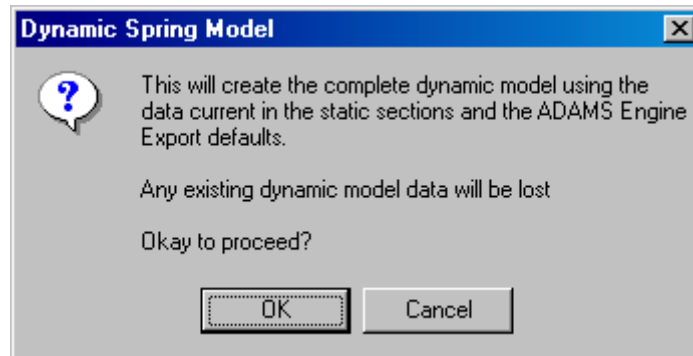 Dynamic Spring Model
This will create the complete dynamic model using the
data current in the static sections and the ADAMS Engine
Export defaults.
Any existing dynamic model data will be lost
Okay to proceed?
OK
Cancel